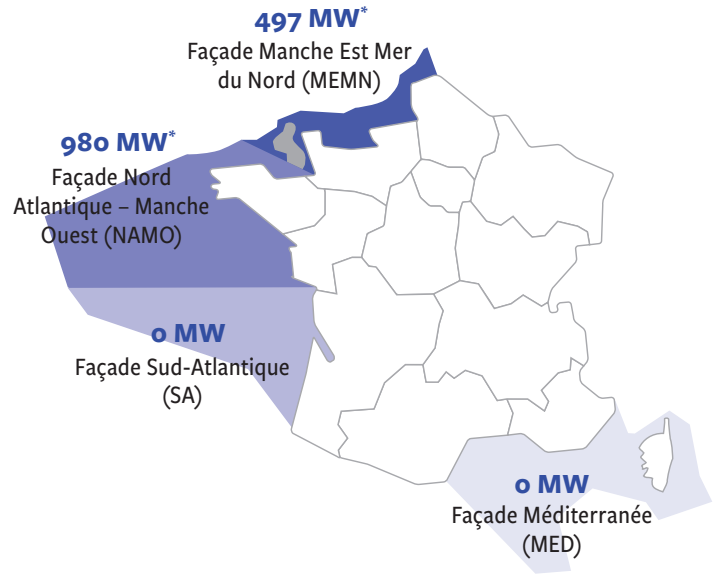 497 MW*
Façade Manche Est Mer
du Nord (MEMN)
980 MW*
Façade Nord
Atlantique – Manche
Ouest (NAMO)
0 MW
Façade Sud-Atlantique
(SA)
0 MW
Façade Méditerranée
(MED)